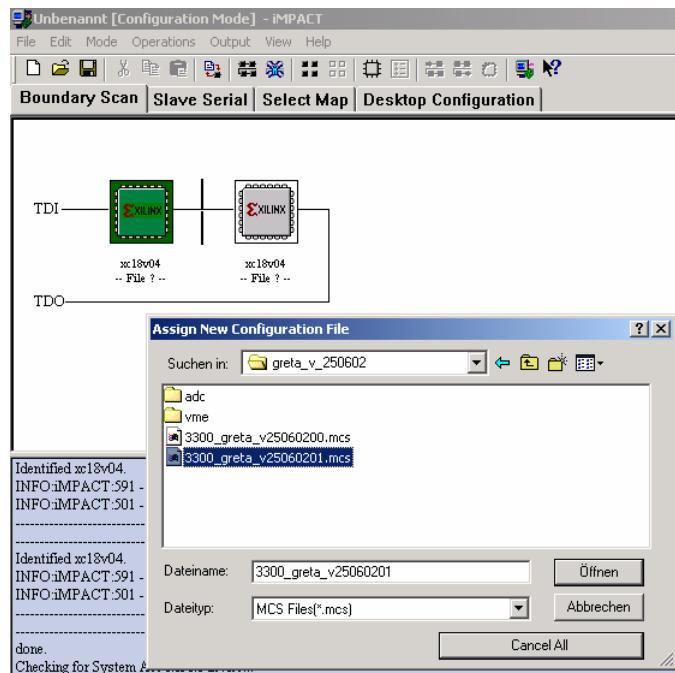 Unbenannt [Configuration Mode] - iMPACT
File Edit Mode Operations Output View Help
Boundary Scan Slave Serial Select Map Desktop Configuration
TDI
XILINX XILINX
xc18v04 xc18v04
-- File ? -- -- File ? --
TDO
Assign New Configuration File
Suchen in: greta_v_250602
adc
vme
3300_greta_v25060200.mcs
3300_greta_v25060201.mcs
Dateiname: 3300_greta_v25060201 Öffnen
Dateityp: MCS Files(*.mcs) Abbrechen
Cancel All
Identified xc18v04.
INFO:iMPACT:591 -
INFO:iMPACT:501 -
Identified xc18v04.
INFO:iMPACT:591 -
INFO:iMPACT:501 -
done.
Checking for System